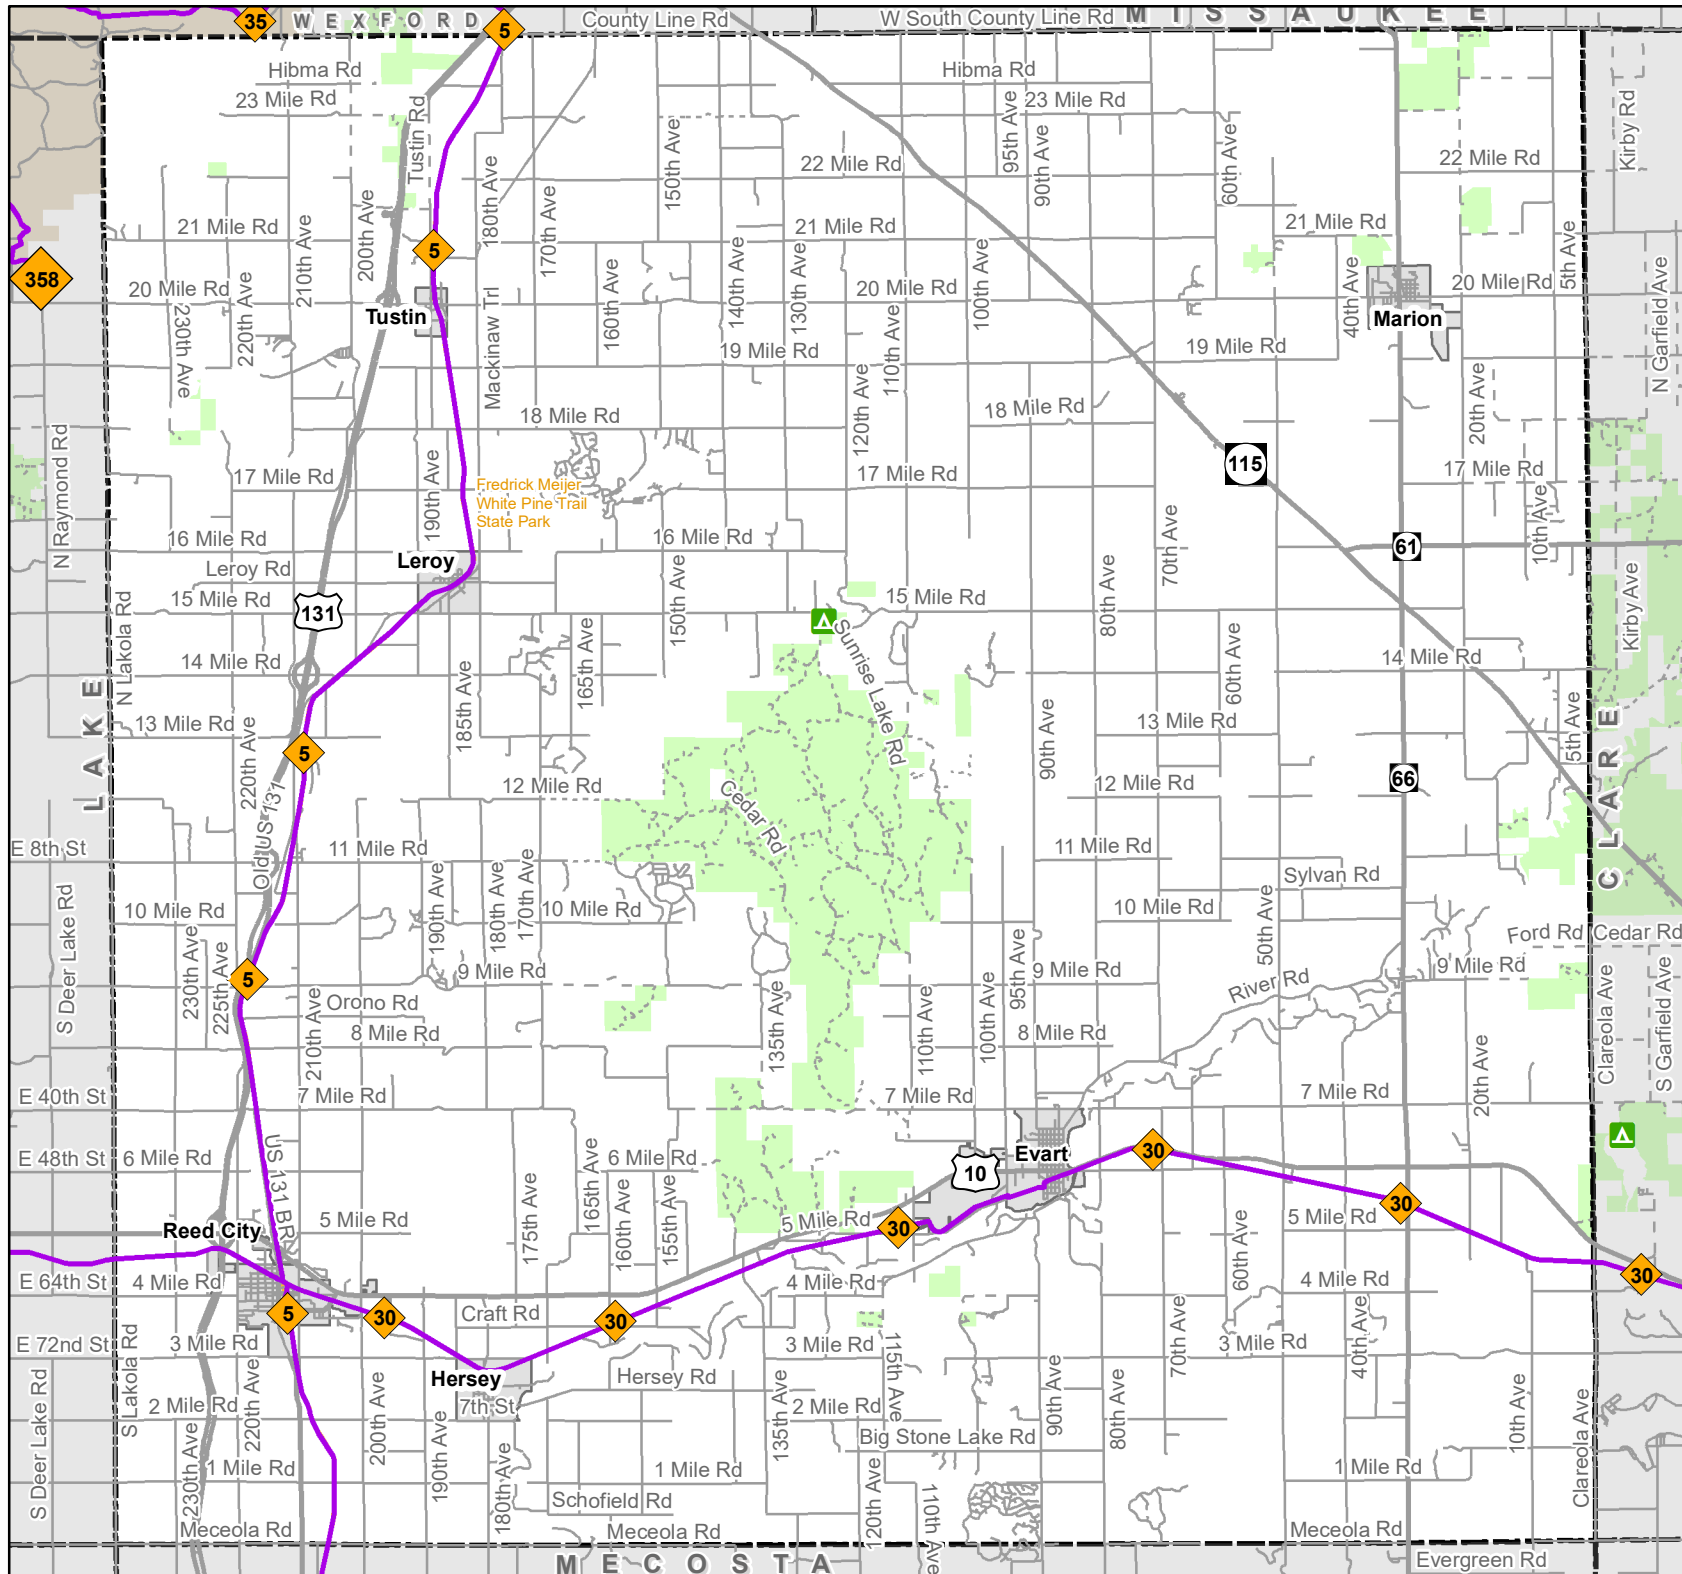 35
WEXFORD
5
County Line Rd
W South County Line Rd
MISSAUKEE
Hibma Rd
Hibma Rd
23 Mile Rd
23 Mile Rd
Tustin Rd
95th Ave
Kirby Rd
22 Mile Rd
22 Mile Rd
150th Ave
90th Ave
60th Ave
180th Ave
170th Ave
200th Ave
210th Ave
21 Mile Rd
21 Mile Rd
21 Mile Rd
5th Ave
5
358
20 Mile Rd
20 Mile Rd
20 Mile Rd
140th Ave
130th Ave
100th Ave
40th Ave
N Garfield Ave
220th Ave
230th Ave
160th Ave
Tustin
Marion
Mackinaw Trl
110th Ave
19 Mile Rd
19 Mile Rd
120th Ave
20th Ave
18 Mile Rd
18 Mile Rd
N Raymond Rd
190th Ave
17 Mile Rd
17 Mile Rd
17 Mile Rd
115
Fredrick Meijer
White Pine Trail
State Park
10th Ave
16 Mile Rd
16 Mile Rd
70th Ave
61
Leroy
Leroy Rd
150th Ave
80th Ave
15 Mile Rd
15 Mile Rd
131
N Lakola Rd
165th Ave
Sunrise Lake Rd
60th Ave
Kirby Ave
14 Mile Rd
14 Mile Rd
LAKE
CLARE
185th Ave
13 Mile Rd
13 Mile Rd
220th Ave
90th Ave
5th Ave
5
12 Mile Rd
12 Mile Rd
66
Old US 131
Cedar Rd
E 8th St
11 Mile Rd
11 Mile Rd
Sylvan Rd
S Deer Lake Rd
10 Mile Rd
10 Mile Rd
10 Mile Rd
190th Ave
180th Ave
170th Ave
50th Ave
95th Ave
Ford Rd
Cedar Rd
230th Ave
225th Ave
5
9 Mile Rd
9 Mile Rd
9 Mile Rd
River Rd
Orono Rd
210th Ave
135th Ave
110th Ave
100th Ave
Clareola Ave
S Garfield Ave
8 Mile Rd
8 Mile Rd
20th Ave
E 40th St
7 Mile Rd
7 Mile Rd
7 Mile Rd
E 48th St
6 Mile Rd
6 Mile Rd
US 131 BR
165th Ave
10
Evart
30
175th Ave
160th Ave
155th Ave
Reed City
5 Mile Rd
5 Mile Rd
30
30
5 Mile Rd
60th Ave
E 64th St
4 Mile Rd
4 Mile Rd
4 Mile Rd
30
5
30
Craft Rd
30
70th Ave
40th Ave
E 72nd St
3 Mile Rd
3 Mile Rd
3 Mile Rd
S Lakola Rd
115th Ave
Hersey
Hersey Rd
S Deer Lake Rd
220th Ave
200th Ave
135th Ave
90th Ave
80th Ave
10th Ave
Clareola Ave
2 Mile Rd
7th St
2 Mile Rd
Big Stone Lake Rd
230th Ave
190th Ave
180th Ave
1 Mile Rd
1 Mile Rd
1 Mile Rd
Schofield Rd
120th Ave
110th Ave
Meceola Rd
Meceola Rd
Meceola Rd
MECOSTA
Evergreen Rd